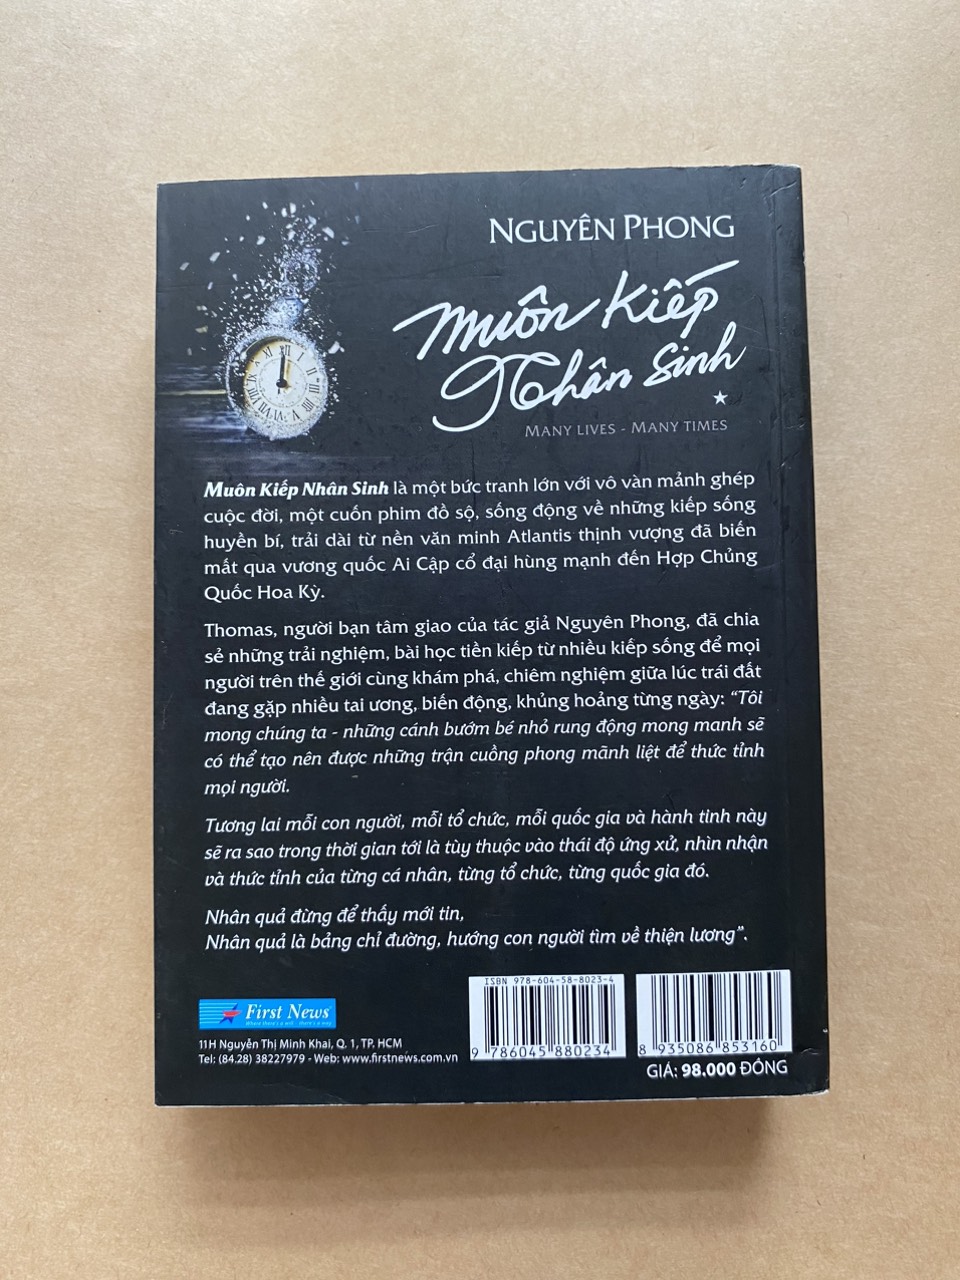 NGUYÊN PHONG
Muôn Kiếp
Nhân Sinh
MANY LIVES - MANY TIMES
Muôn Kiếp Nhân Sinh là một bức tranh lớn với vô vàn mảnh ghép
cuộc đời, một cuốn phim đồ sộ, sống động về những kiếp sống
huyền bí, trải dài từ nền văn minh Atlantis thịnh vượng đã biến
mất qua vương quốc Ai Cập cổ đại hùng mạnh đến Hợp Chủng
Quốc Hoa Kỳ.
Thomas, người bạn tâm giao của tác giả Nguyên Phong, đã chia
sẻ những trải nghiệm, bài học tiền kiếp từ nhiều kiếp sống để mọi
người trên thế giới cùng khám phá, chiêm nghiệm giữa lúc trái đất
đang gặp nhiều tai ương, biến động, khủng hoảng từng ngày: “Tôi
mong chúng ta - những cánh bướm bé nhỏ rung động mong manh sẽ
có thể tạo nên được những trận cuồng phong mãnh liệt để thức tỉnh
mọi người.
Tương lai mỗi con người, mỗi tổ chức, mỗi quốc gia và hành tinh này
sẽ ra sao trong thời gian tới là tùy thuộc vào thái độ ứng xử, nhìn nhận
và thức tỉnh của từng cá nhân, từng tổ chức, từng quốc gia đó.
Nhân quả đừng để thấy mới tin,
Nhân quả là bảng chỉ đường, hướng con người tìm về thiện lương”.
First News
Where there's a will - there's a way
11H Nguyễn Thị Minh Khai, Q. 1, TP. HCM
Tel: (84.28) 38227979 - Web: www.firstnews.com.vn
ISBN 978-604-58-8023-4
9 786045 880234
8 935086 853160
GIÁ: 98.000 ĐỒNG